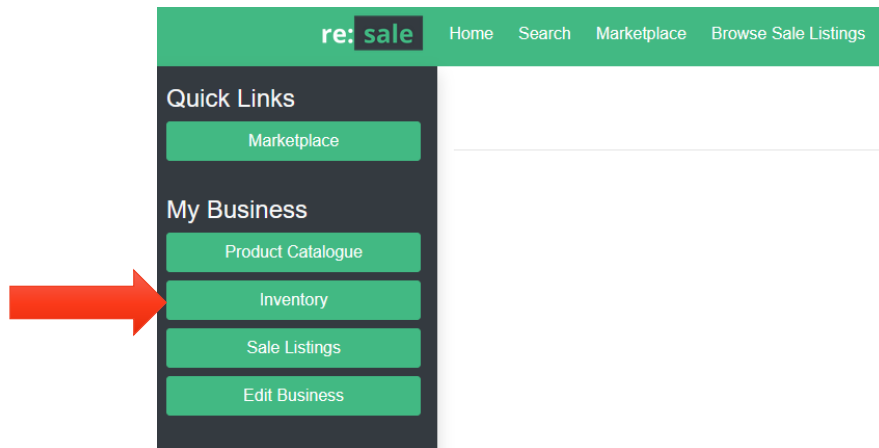 re: sale Home Search Marketplace Browse Sale Listings
Quick Links
Marketplace
My Business
Product Catalogue
Inventory
Sale Listings
Edit Business